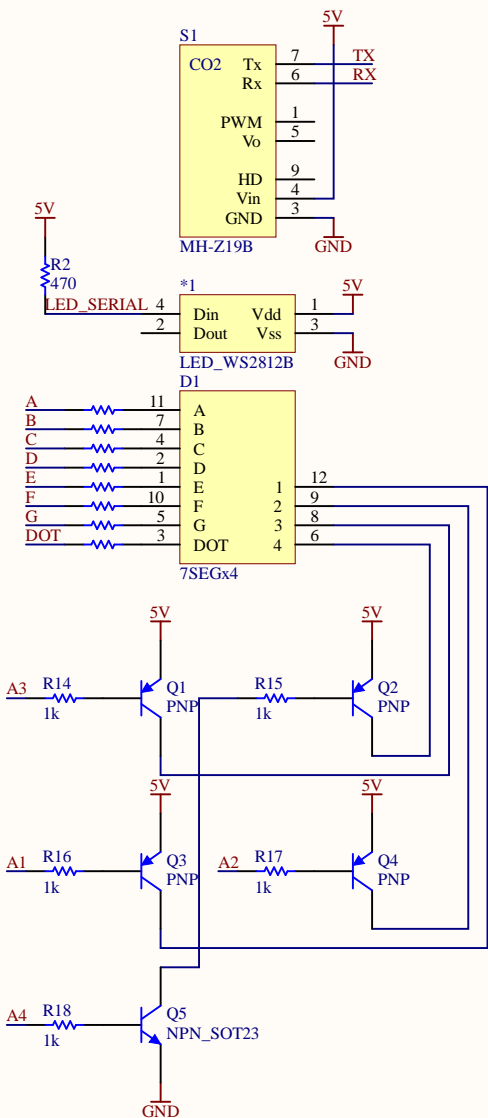 5V
S1
CO2 Tx 7 TX
Rx 6 RX
PWM 1
Vo 5
HD 9
Vin 4
GND 3
MH-Z19B
GND
5V
R2
470
LED_SERIAL 4
2
*1
Din Vdd 1 5V
Dout Vss 3
LED_WS2812B
GND
D1
A 11 A
B 7 B
C 4 C
D 2 D
E 1 E 1 12
F 10 F 2 9
G 5 G 3 8
DOT 3 DOT 4 6
7SEGx4
5V 5V
A3 R14 Q1 R15 Q2
1k PNP 1k PNP
5V 5V
A1 R16 Q3 A2 R17 Q4
1k PNP 1k PNP
A4 R18 Q5
1k NPN_SOT23
GND